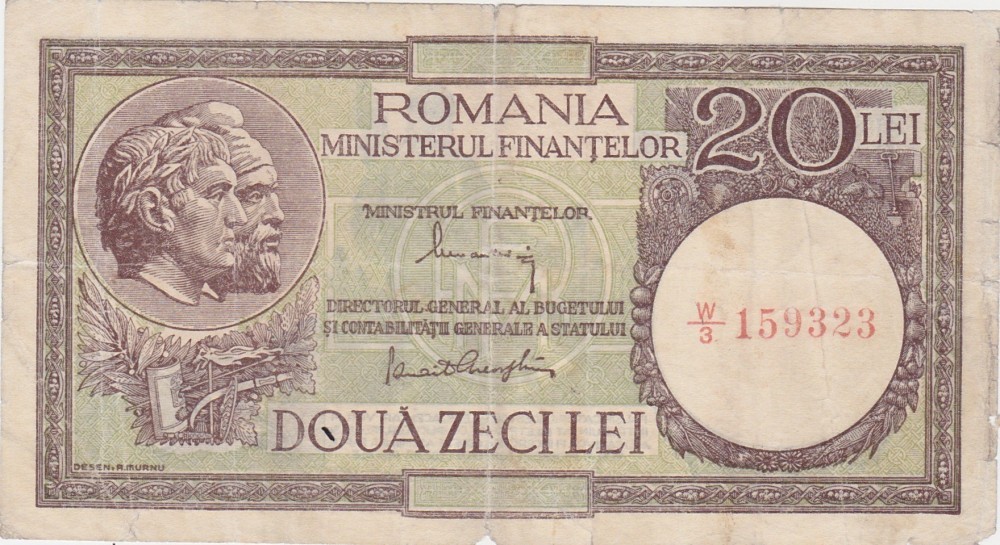 ROMANIA
MINISTERUL FINANȚELOR
20 LEI
MINISTRUL FINANȚELOR,
DIRECTORUL GENERAL AL BUGETULUI
ȘI CONTABILITĂȚII GENERALE A STATULUI
W/3 159323
DOUĂ ZECI LEI
DESEN: A. MURNU